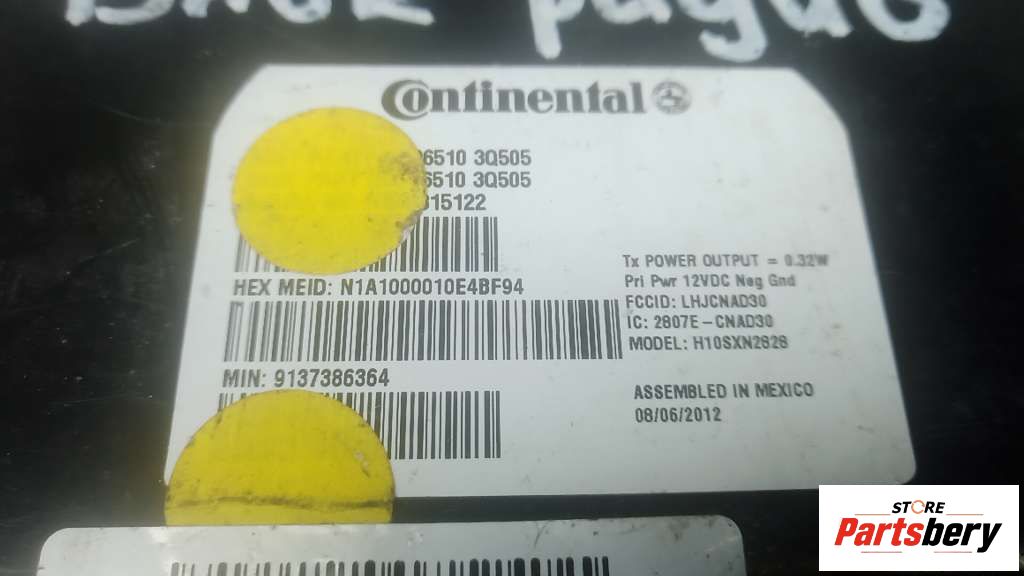 Continental
6510 3Q505
6510 3Q505
15122
HEX MEID: N1A1000010E4BF94
MIN: 9137386364
Tx POWER OUTPUT = 0.32W
Pri Pwr 12VDC Neg Gnd
FCCID: LHJCNAD30
IC: 2807E-CNAD30
MODEL: H10SXN2828
ASSEMBLED IN MEXICO
08/06/2012
STORE
Partsbery